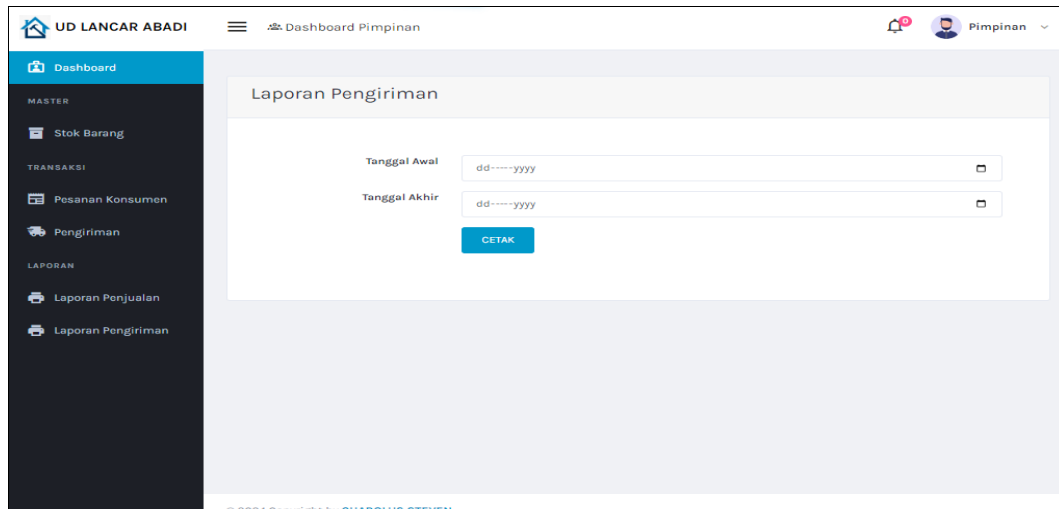 UD LANCAR ABADI
Dashboard Pimpinan
0
Pimpinan
Dashboard
MASTER
Stok Barang
TRANSAKSI
Pesanan Konsumen
Pengiriman
LAPORAN
Laporan Penjualan
Laporan Pengiriman
Laporan Pengiriman
Tanggal Awal
dd-----yyyy
Tanggal Akhir
dd-----yyyy
CETAK